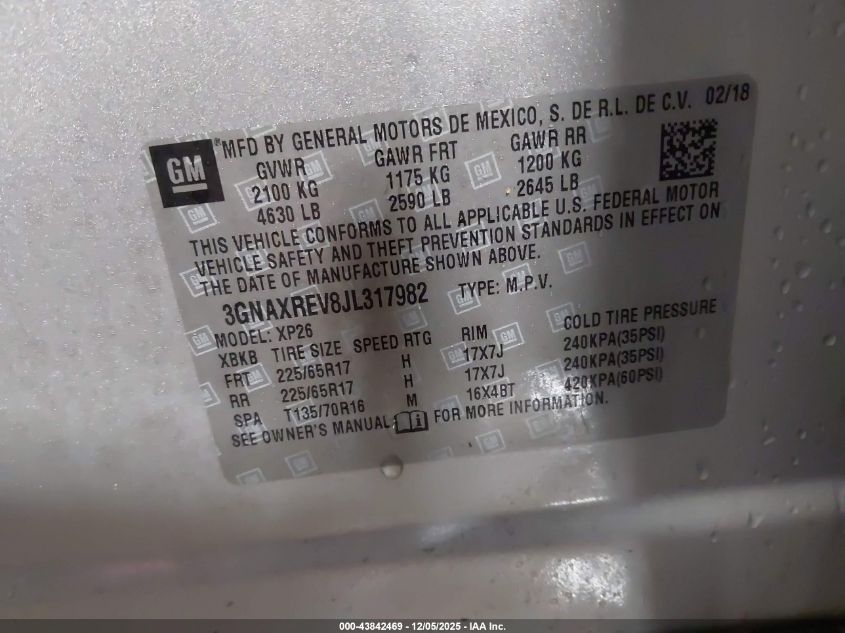 GM ® MFD BY GENERAL MOTORS DE MEXICO, S. DE R.L. DE C.V. 02/18
GVWR GAWR FRT GAWR RR
2100 KG 1175 KG 1200 KG
4630 LB 2590 LB 2645 LB
THIS VEHICLE CONFORMS TO ALL APPLICABLE U.S. FEDERAL MOTOR
VEHICLE SAFETY AND THEFT PREVENTION STANDARDS IN EFFECT ON
THE DATE OF MANUFACTURE SHOWN ABOVE.
3GNAXREV8JL317982 TYPE: M.P.V.
MODEL: XP26
XBKB TIRE SIZE SPEED RTG RIM COLD TIRE PRESSURE
FRT 225/65R17 H 17X7J 240KPA(35PSI)
RR 225/65R17 H 17X7J 240KPA(35PSI)
SPA T135/70R16 M 16X4BT 420KPA(60PSI)
SEE OWNER'S MANUAL FOR MORE INFORMATION.
000-43842469 - 12/05/2025 - IAA Inc.